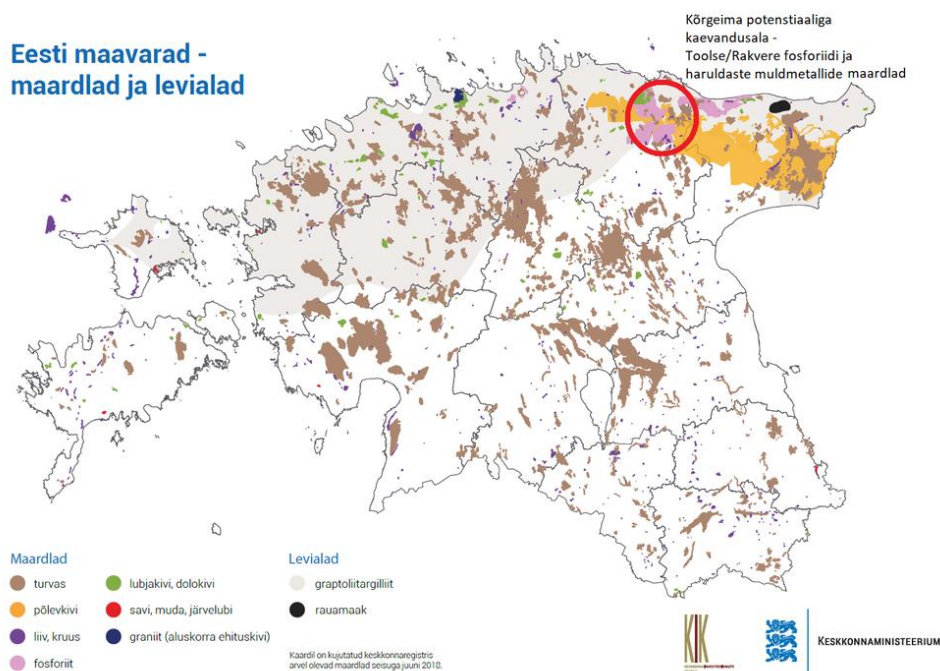 Eesti maavarad -
maardlad ja levialad
Kõrgeima potenstiaaliga
kaevandusala -
Toolse/Rakvere fosforiidi ja
haruldaste muldmetallide maardlad
Maardlad
turvas
põlevkivi
liiv, kruus
fosforiit
lubjakivi, dolokivi
savi, muda, järvelubi
graniit (aluskorra ehituskivi)
Levialad
graptoliitargilliit
rauamaak
Kaardil on kujutatud keskkonnaregistris
arvel olevad maardlad seisuga juuni 2018.
KIK
KESKKONNAMINISTEERIUM